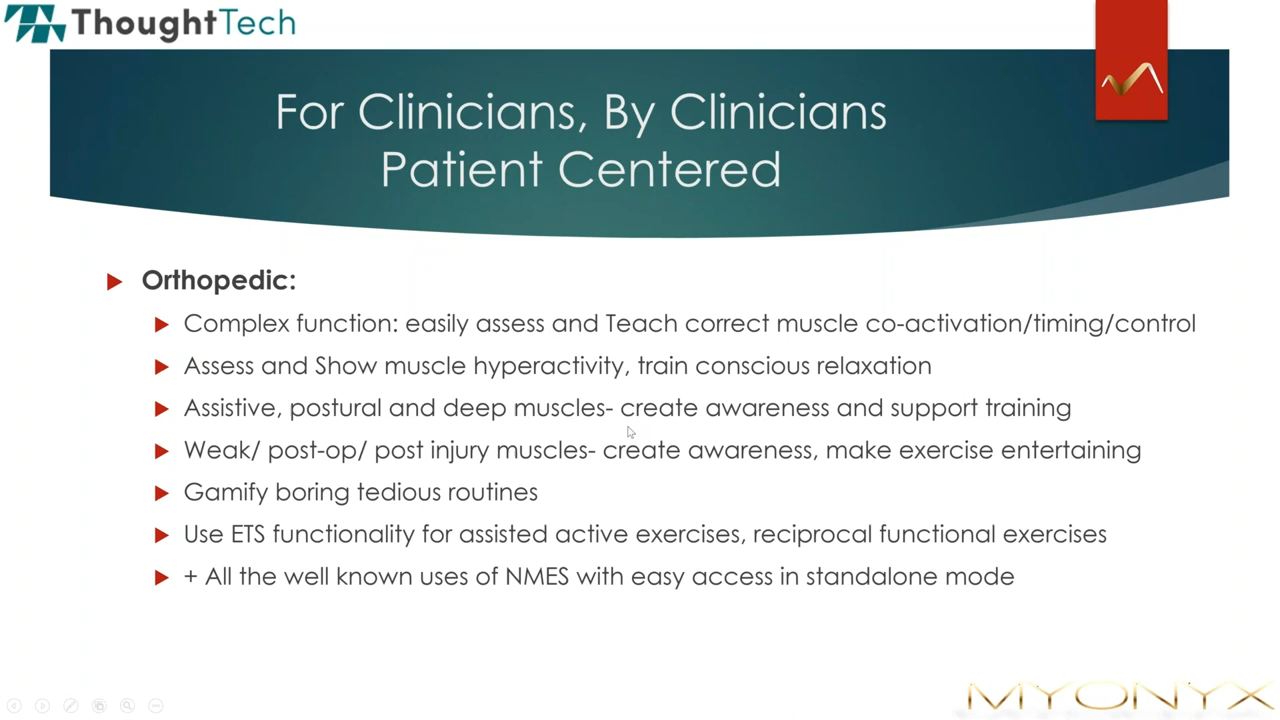 ThoughtTech
For Clinicians, By Clinicians
Patient Centered
Orthopedic:
Complex function: easily assess and Teach correct muscle co-activation/timing/control
Assess and Show muscle hyperactivity, train conscious relaxation
Assistive, postural and deep muscles- create awareness and support training
Weak/ post-op/ post injury muscles- create awareness, make exercise entertaining
Gamify boring tedious routines
Use ETS functionality for assisted active exercises, reciprocal functional exercises
+ All the well known uses of NMES with easy access in standalone mode
MYONYX